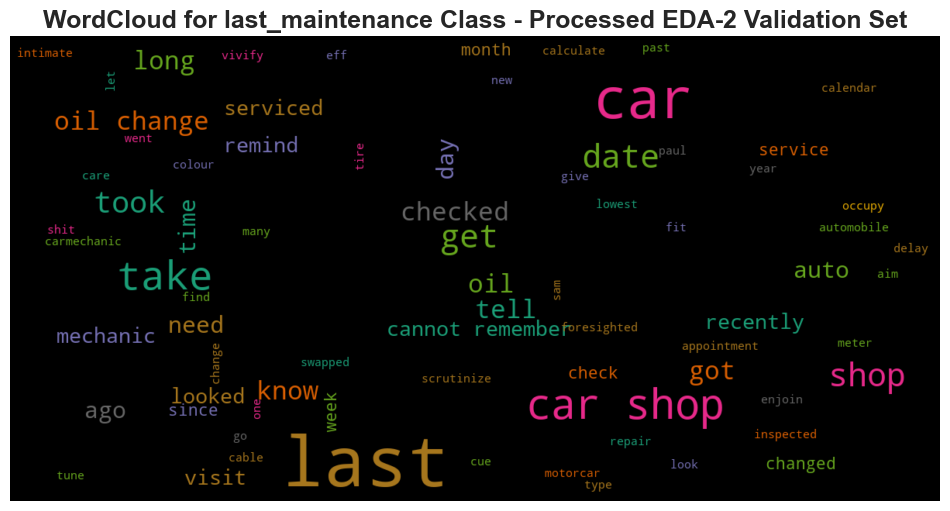 WordCloud for last_maintenance Class - Processed EDA-2 Validation Set
intimate
long
vivify
eff
month
calculate
past
let
new
car
calendar
oil change
serviced
went
remind
tire
day
date
paul
service
colour
care
give
year
took
time
checked
lowest
occupy
shit
carmechanic
many
get
fit
automobile
delay
take
find
oil
sam
auto
aim
tell
mechanic
need
cannot remember
foresighted
recently
change
swapped
appointment
meter
looked
know
scrutinize
check
got
shop
ago
since
one
week
car shop
enjoin
go
cable
last
repair
inspected
tune
visit
cue
motorcar
type
look
changed